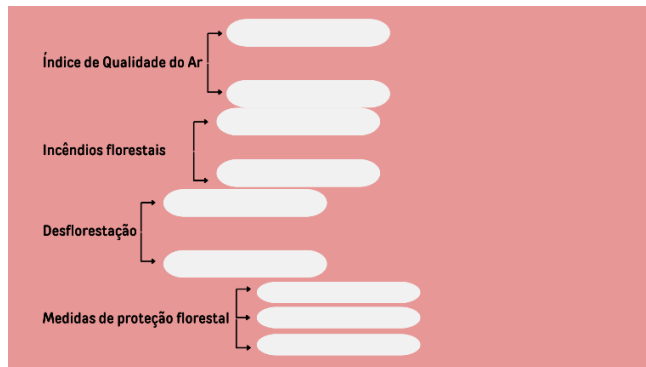 Índice de Qualidade do Ar
Incêndios florestais
Desflorestação
Medidas de proteção florestal